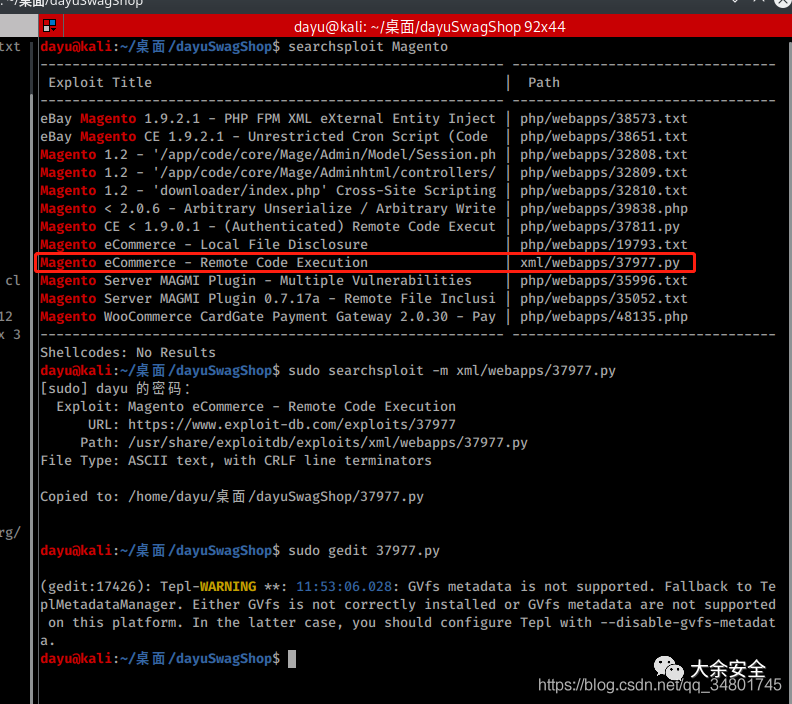 : ~/桌面/dayuSwagShop
dayu@kali: ~/桌面/dayuSwagShop 92x44
txt
dayu@kali:~/桌面/dayuSwagShop$ searchsploit Magento
---------------------------------------------------------- ---------------------------------
Exploit Title | Path
---------------------------------------------------------- ---------------------------------
eBay Magento 1.9.2.1 - PHP FPM XML eXternal Entity Inject | php/webapps/38573.txt
eBay Magento CE 1.9.2.1 - Unrestricted Cron Script (Code | php/webapps/38651.txt
Magento 1.2 - '/app/code/core/Mage/Admin/Model/Session.ph | php/webapps/32808.txt
Magento 1.2 - '/app/code/core/Mage/Adminhtml/controllers/ | php/webapps/32809.txt
Magento 1.2 - 'downloader/index.php' Cross-Site Scripting | php/webapps/32810.txt
Magento < 2.0.6 - Arbitrary Unserialize / Arbitrary Write | php/webapps/39838.php
Magento CE < 1.9.0.1 - (Authenticated) Remote Code Execut | php/webapps/37811.py
Magento eCommerce - Local File Disclosure | php/webapps/19793.txt
Magento eCommerce - Remote Code Execution | xml/webapps/37977.py
cl
Magento Server MAGMI Plugin - Multiple Vulnerabilities | php/webapps/35996.txt
Magento Server MAGMI Plugin 0.7.17a - Remote File Inclusi | php/webapps/35052.txt
12
Magento WooCommerce CardGate Payment Gateway 2.0.30 - Pay | php/webapps/48135.php
x 3
---------------------------------------------------------- ---------------------------------
Shellcodes: No Results
dayu@kali:~/桌面/dayuSwagShop$ sudo searchsploit -m xml/webapps/37977.py
[sudo] dayu 的密码：
Exploit: Magento eCommerce - Remote Code Execution
URL: https://www.exploit-db.com/exploits/37977
Path: /usr/share/exploitdb/exploits/xml/webapps/37977.py
File Type: ASCII text, with CRLF line terminators
Copied to: /home/dayu/桌面/dayuSwagShop/37977.py
rg/
dayu@kali:~/桌面/dayuSwagShop$ sudo gedit 37977.py
(gedit:17426): Tepl-WARNING **: 11:53:06.028: GVfs metadata is not supported. Fallback to Te
plMetadataManager. Either GVfs is not correctly installed or GVfs metadata are not supported
on this platform. In the latter case, you should configure Tepl with --disable-gvfs-metadat
a.
dayu@kali:~/桌面/dayuSwagShop$
大余安全
https://blog.csdn.net/qq_34801745